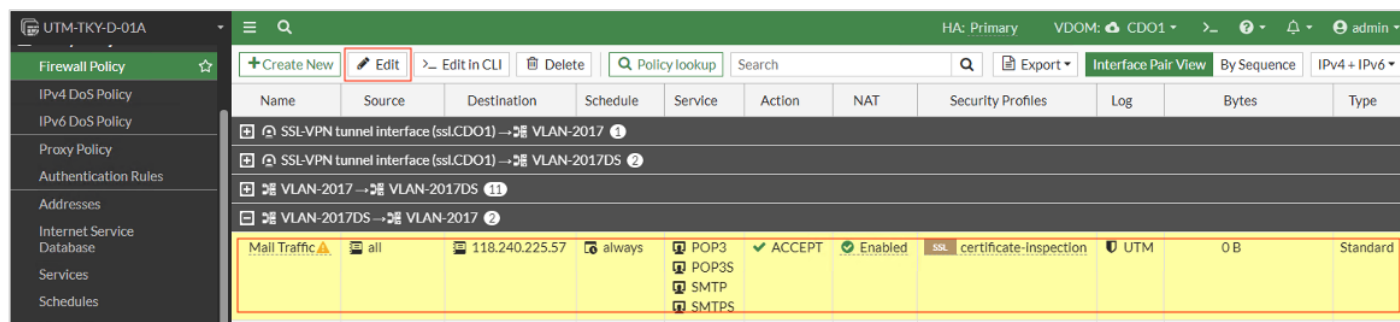 UTM-TKY-D-01A HA: Primary VDOM: CDO1 >_ admin
Firewall Policy
IPv4 DoS Policy
IPv6 DoS Policy
Proxy Policy
Authentication Rules
Addresses
Internet Service
Database
Services
Schedules
+Create New Edit >_ Edit in CLI Delete Policy lookup Search Export Interface Pair View By Sequence IPv4 + IPv6
Name Source Destination Schedule Service Action NAT Security Profiles Log Bytes Type
SSL-VPN tunnel interface (ssl.CDO1) → VLAN-2017 1
SSL-VPN tunnel interface (ssl.CDO1) → VLAN-2017DS 2
VLAN-2017 → VLAN-2017DS 11
VLAN-2017DS → VLAN-2017 2
Mail Traffic all 118.240.225.57 always POP3 ACCEPT Enabled SSL certificate-inspection UTM 0 B Standard
POP3S
SMTP
SMTPS